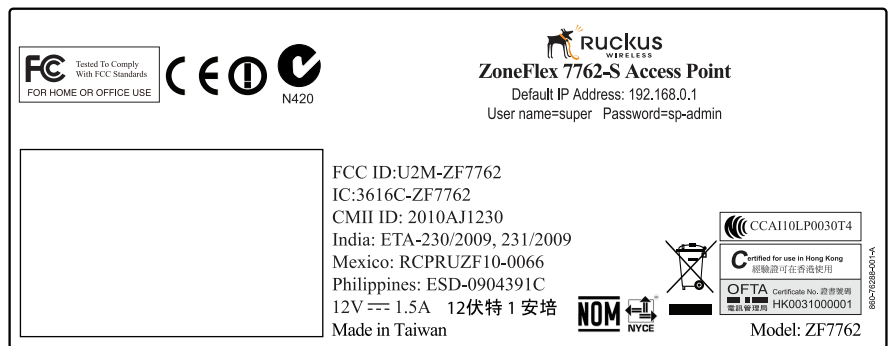 FC Tested To Comply
With FCC Standards
FOR HOME OR OFFICE USE
CE
N420
RUCKUS
WIRELESS
ZoneFlex 7762-S Access Point
Default IP Address: 192.168.0.1
User name=super Password=sp-admin
FCC ID:U2M-ZF7762
IC:3616C-ZF7762
CMII ID: 2010AJ1230
India: ETA-230/2009, 231/2009
Mexico: RCPRUZF10-0066
Philippines: ESD-0904391C
12V 1.5A 12伏特 1 安培
Made in Taiwan
NOM
NYCE
CCAI10LP0030T4
Certified for use in Hong Kong
經驗證可在香港使用
OFTA Certificate No. 證書號碼
電訊管理局 HK0031000001
Model: ZF7762
860-76288-001-A